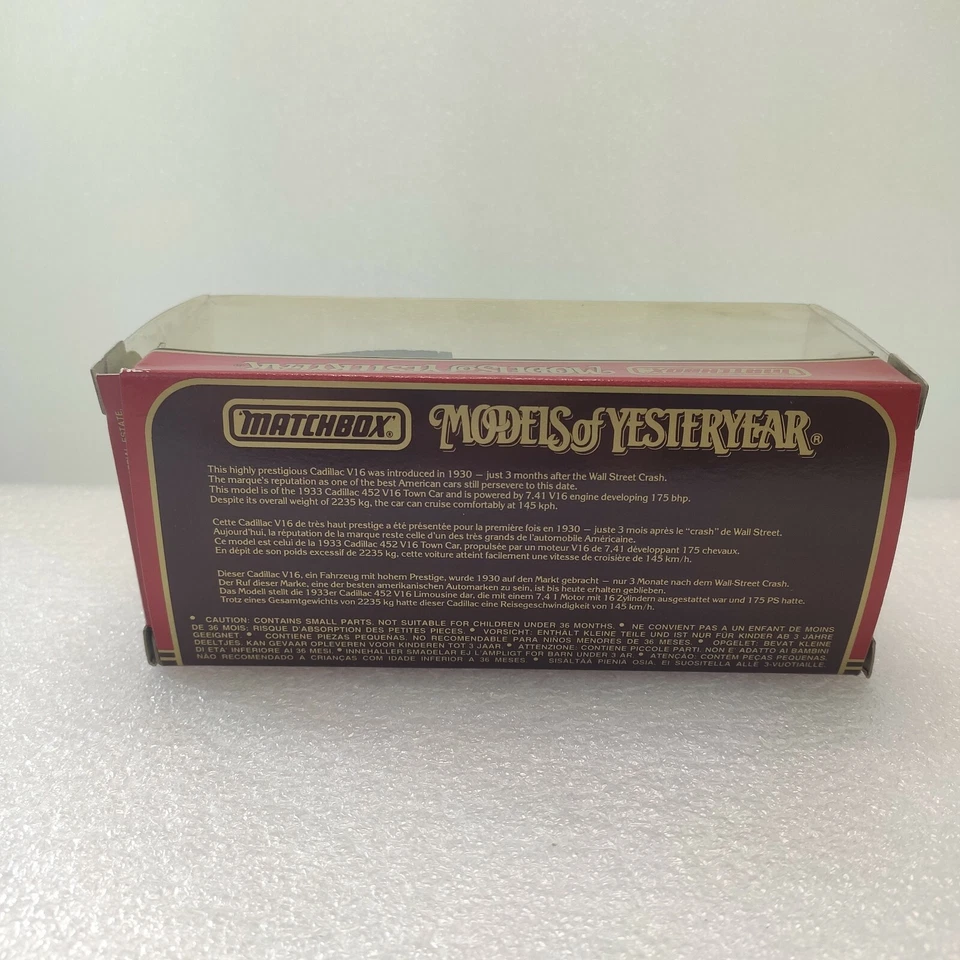 MODELS of YESTERYEAR MATCHBOX
ESTATE
MATCHBOX ®
MODELS of YESTERYEAR ®
This highly prestigious Cadillac V16 was introduced in 1930 — just 3 months after the Wall Street Crash.
The marque's reputation as one of the best American cars still persevere to this date.
This model is of the 1933 Cadillac 452 V16 Town Car and is powered by 7,41 V16 engine developing 175 bhp.
Despite its overall weight of 2235 kg, the car can cruise comfortably at 145 kph.
Cette Cadillac V16 de très haut prestige a été présentée pour la première fois en 1930 — juste 3 mois après le "crash" de Wall Street.
Aujourd'hui, la réputation de la marque reste celle d'un des très grands de l'automobile Américaine.
Ce model est celui de la 1933 Cadillac 452 V16 Town Car, propulsée par un moteur V16 de 7,41 développant 175 chevaux.
En dépit de son poids excessif de 2235 kg, cette voiture atteint facilement une vitesse de croisière de 145 km/h.
Dieser Cadillac V16, ein Fahrzeug mit hohem Prestige, wurde 1930 auf den Markt gebracht — nur 3 Monate nach dem Wall-Street Crash.
Der Ruf dieser Marke, eine der besten amerikanischen Automarken zu sein, ist bis heute erhalten geblieben.
Das Modell stellt die 1933er Cadillac 452 V16 Limousine dar, die mit einem 7,4 1 Motor mit 16 Zylindern ausgestattet war und 175 PS hatte.
Trotz eines Gesamtgewichts von 2235 kg hatte dieser Cadillac eine Reisegeschwindigkeit von 145 km/h.
• CAUTION: CONTAINS SMALL PARTS. NOT SUITABLE FOR CHILDREN UNDER 36 MONTHS. • NE CONVIENT PAS A UN ENFANT DE MOINS
DE 36 MOIS: RISQUE D'ABSORPTION DES PETITES PIECES. • VORSICHT: ENTHÄLT KLEINE TEILE UND IST NUR FÜR KINDER AB 3 JAHRE
GEEIGNET. • CONTIENE PIEZAS PEQUEÑAS. NO RECOMENDABLE PARA NINOS MENORES DE 36 MESES. • OPGELET: BEVAT KLEINE
DEELTJES. KAN GEVAAR OPLEVEREN VOOR KINDEREN TOT 3 JAAR • ATTENZIONE: CONTIENE PICCOLE PARTI. NON E' ADATTO AI BAMBINI
DI ETA INFERIORE AI 36 MESI. • INNEHALLER SMADELAR EJ LAMPLIGT FOR BARN UNDER 3 AR • ATENÇÃO: CONTEM PEÇAS PEQUENAS.
NÃO RECOMENDADO A CRIANÇAS COM IDADE INFERIOR A 36 MESES. • SISALTÄÄ PIENIÄ OSIA. EI SUOSITELLA ALLE 3-VUOTIAILLE.